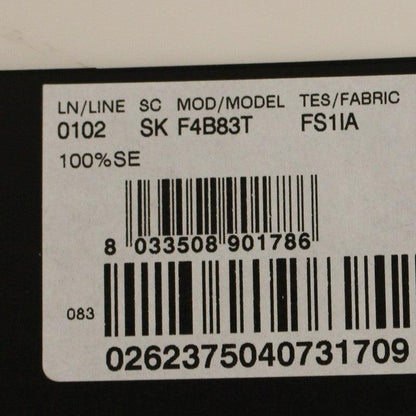 LN/LINE SC MOD/MODEL TES/FABRIC
0102 SK F4B83T FS1IA
100%SE
8 033508 901786
083
0262375040731709